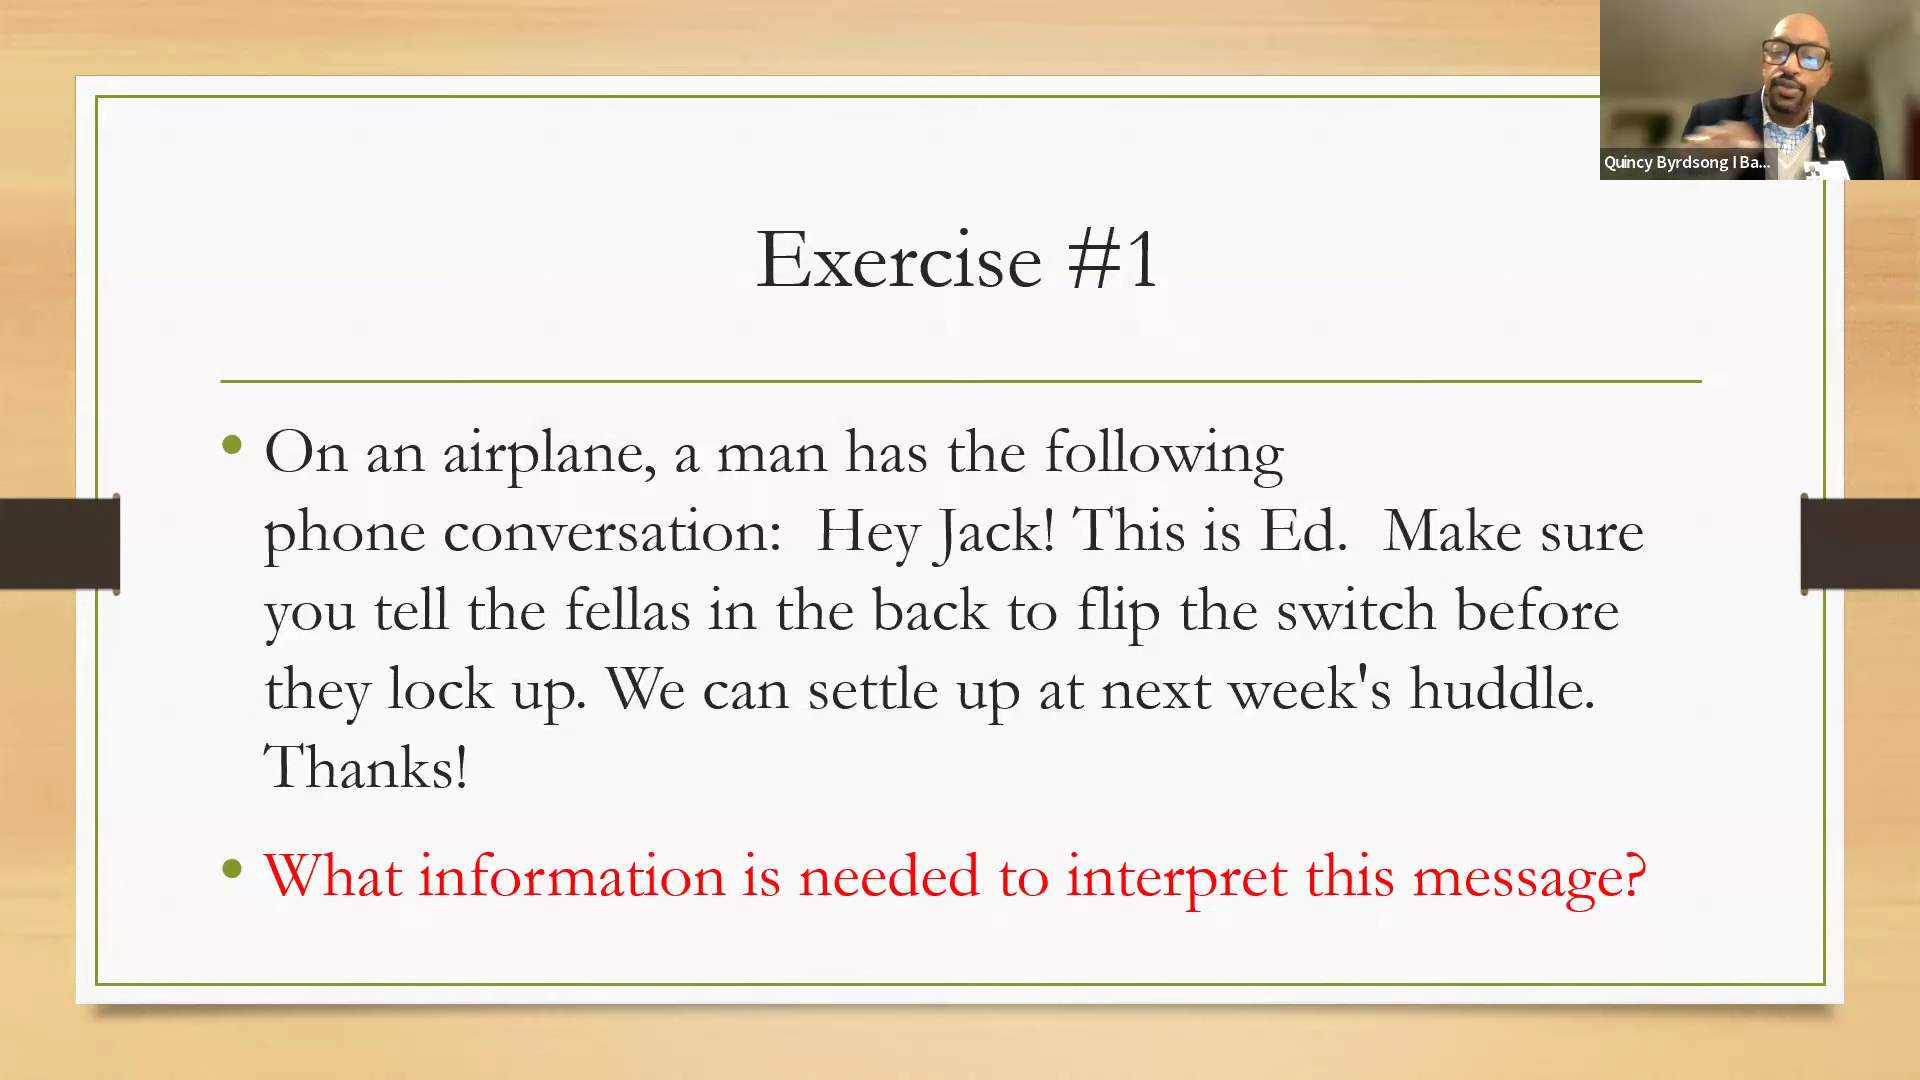 Quincy Byrdsong | Ba...
Exercise #1
• On an airplane, a man has the following
phone conversation:  Hey Jack! This is Ed.  Make sure
you tell the fellas in the back to flip the switch before
they lock up. We can settle up at next week's huddle.
Thanks!
• What information is needed to interpret this message?